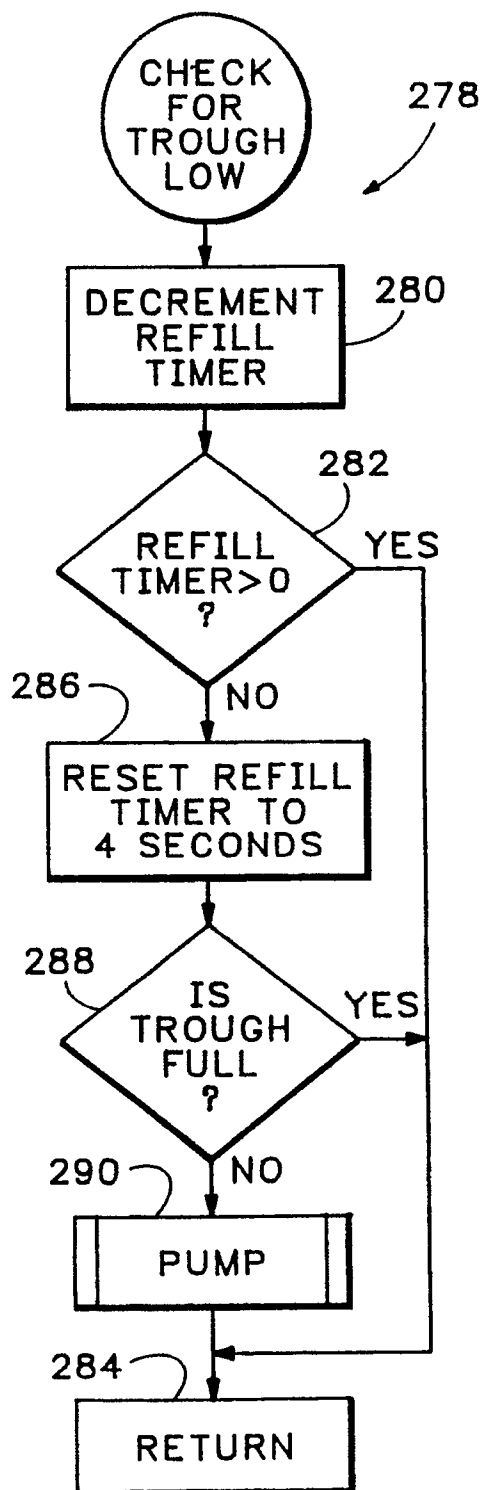 CHECK
FOR
TROUGH
LOW
278
DECREMENT
REFILL
TIMER
280
282
REFILL
TIMER>0
?
YES
NO
286
RESET REFILL
TIMER TO
4 SECONDS
288
IS
TROUGH
FULL
?
YES
NO
290
PUMP
284
RETURN